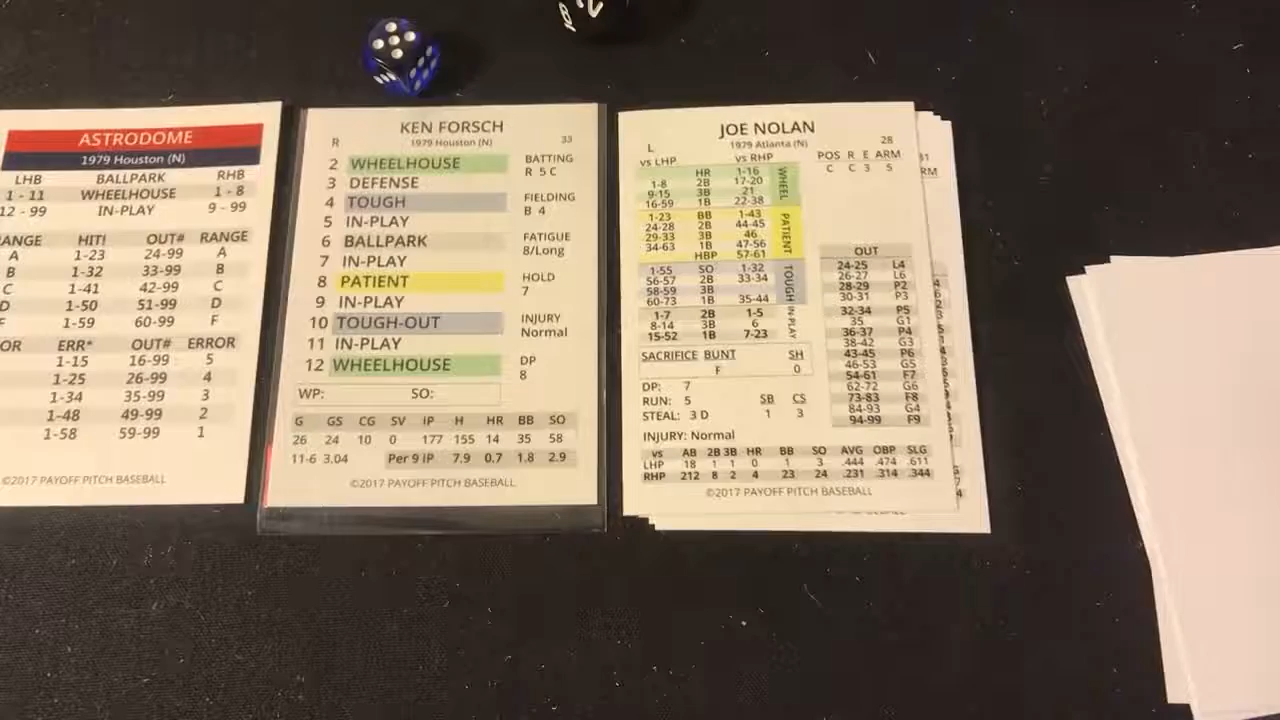 ASTRODOME
1979 Houston (N)
LHB BALLPARK RHB
1 - 11 WHEELHOUSE 1 - 8
12 - 99 IN-PLAY 9 - 99
ANGE HIT! OUT# RANGE
A 1-23 24-99 A
B 1-32 33-99 B
C 1-41 42-99 C
D 1-50 51-99 D
F 1-59 60-99 F
OR ERR* OUT# ERROR
1-15 16-99 5
1-25 26-99 4
1-34 35-99 3
1-48 49-99 2
1-58 59-99 1
©2017 PAYOFF PITCH BASEBALL
KEN FORSCH
R 1979 Houston (N) 33
2 WHEELHOUSE
3 DEFENSE
4 TOUGH
5 IN-PLAY
6 BALLPARK
7 IN-PLAY
8 PATIENT
9 IN-PLAY
10 TOUGH-OUT
11 IN-PLAY
12 WHEELHOUSE
BATTING
R 5 C
FIELDING
B 4
FATIGUE
8/Long
HOLD
7
INJURY
Normal
DP
8
WP: SO:
G GS CG SV IP H HR BB SO
26 24 10 0 177 155 14 35 58
11-6 3.04 Per 9 IP 7.9 0.7 1.8 2.9
©2017 PAYOFF PITCH BASEBALL
JOE NOLAN
L 1979 Atlanta (N) 28
vs LHP vs RHP
HR 1-16
1-8 2B 17-20
9-15 3B 21
16-59 1B 22-38
WHEEL
1-23 BB 1-43
24-28 2B 44-45
29-33 3B 46
34-63 1B 47-56
HBP 57-61
PATIENT
1-55 SO 1-32
56-57 2B 33-34
58-59 3B
60-73 1B 35-44
TOUGH
1-7 2B 1-5
8-14 3B 6
15-52 1B 7-23
IN-PLAY
SACRIFICE BUNT SH
F 0
DP: 7
RUN: 5 SB CS
STEAL: 3 D 1 3
INJURY: Normal
POS R E ARM
C C 3 5
OUT
24-25 L4
26-27 L6
28-29 P2
30-31 P3
32-34 P5
35 G1
36-37 P4
38-42 G3
43-45 P6
46-53 G5
54-61 F7
62-72 G6
73-83 F8
84-93 G4
94-99 F9
vs AB 2B 3B HR BB SO AVG OBP SLG
LHP 18 1 1 0 1 3 .444 .474 .611
RHP 212 8 2 4 23 24 .231 .314 .344
©2017 PAYOFF PITCH BASEBALL
31
RM